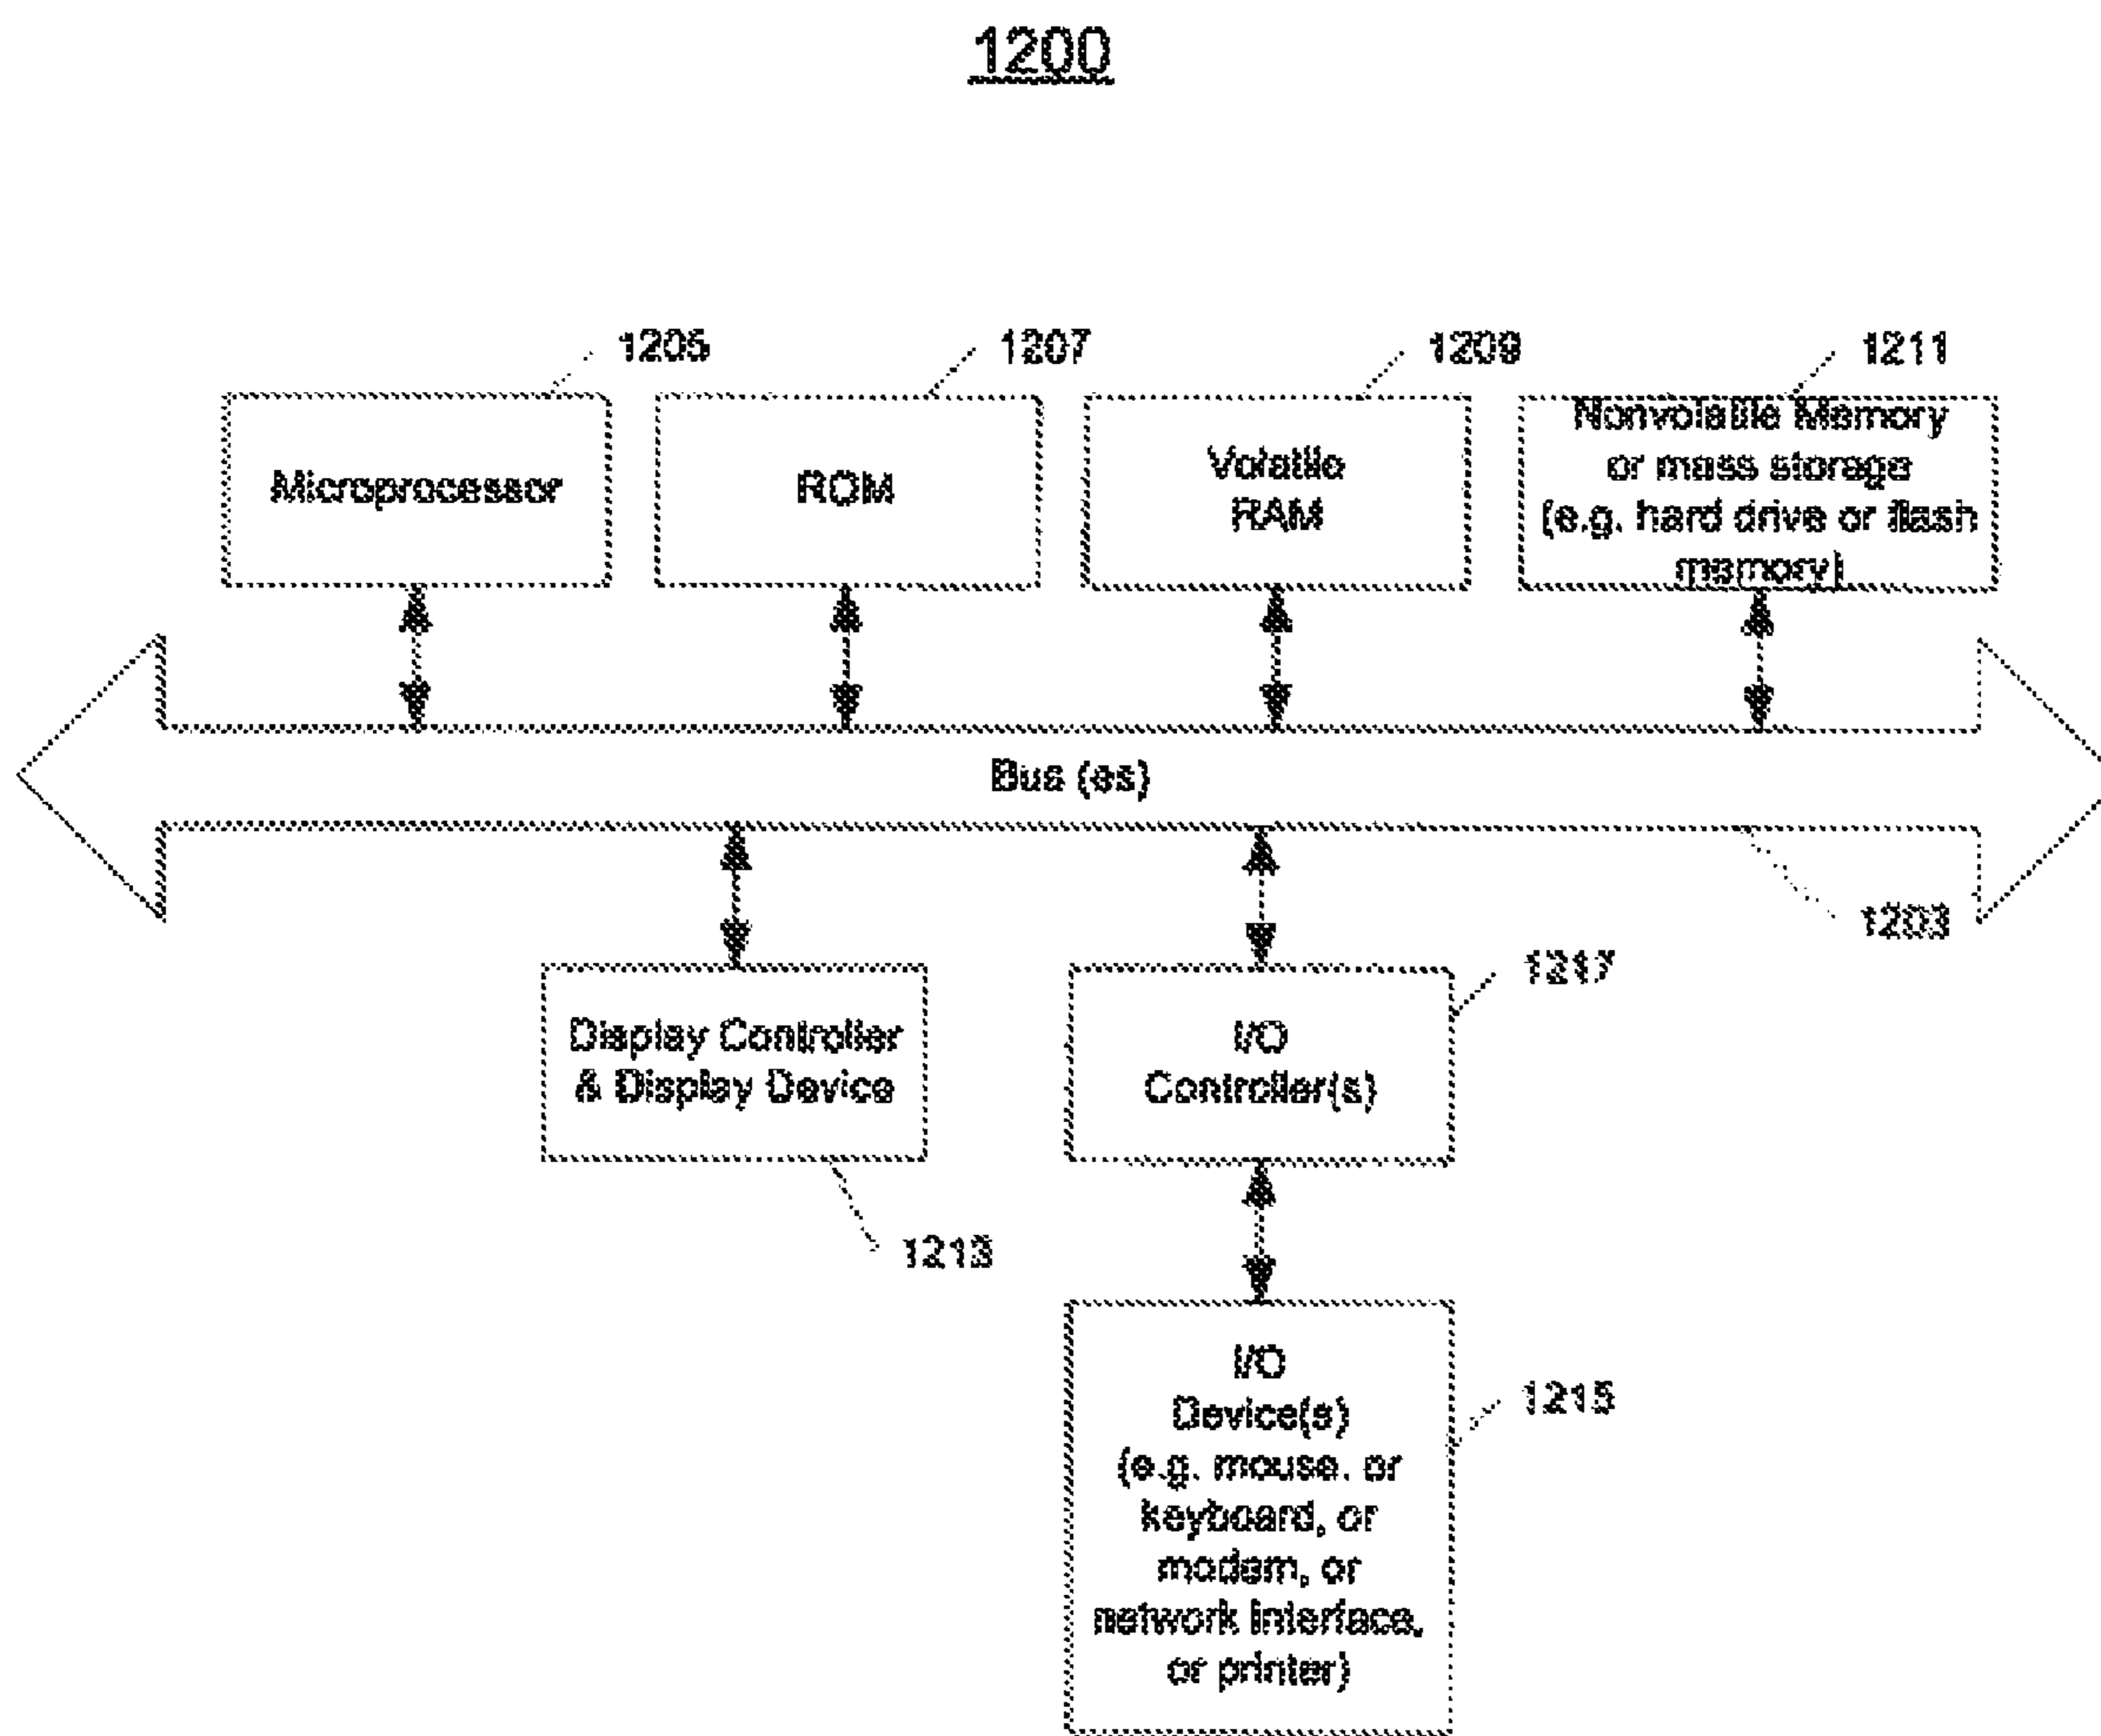 1200
1205
1207
1209
1211
Microprocessor
ROM
Volatile
RAM
Nonvolatile Memory
or mass storage
(e.g. hard drive or flash
memory)
Bus (es)
1203
Display Controller
& Display Device
1213
1217
I/O
Controller(s)
1215
I/O
Device(s)
(e.g. mouse. or
keyboard, or
modem, or
network interface,
or printer)